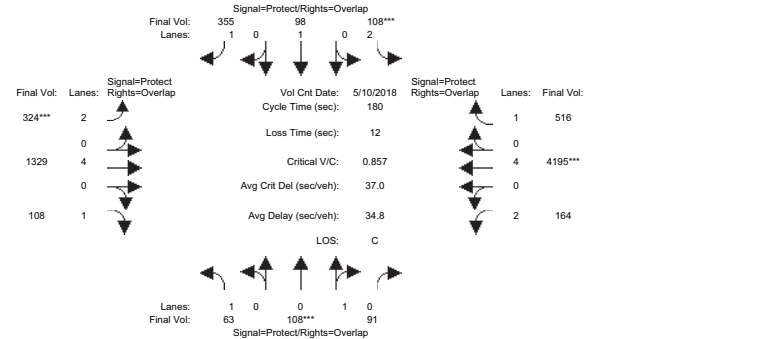 Signal=Protect/Rights=Overlap
Final Vol: 355 98 108***
Lanes: 1 0 1 0 2
Signal=Protect Signal=Protect
Final Vol: Lanes: Rights=Overlap Vol Cnt Date: 5/10/2018 Rights=Overlap Lanes: Final Vol:
Cycle Time (sec): 180
324*** 2 1 516
Loss Time (sec): 12
0 0
1329 4 Critical V/C: 0.857 4 4195***
0 Avg Crit Del (sec/veh): 37.0 0
108 1 Avg Delay (sec/veh): 34.8 2 164
LOS: C
Lanes: 1 0 0 1 0
Final Vol: 63 108*** 91
Signal=Protect/Rights=Overlap